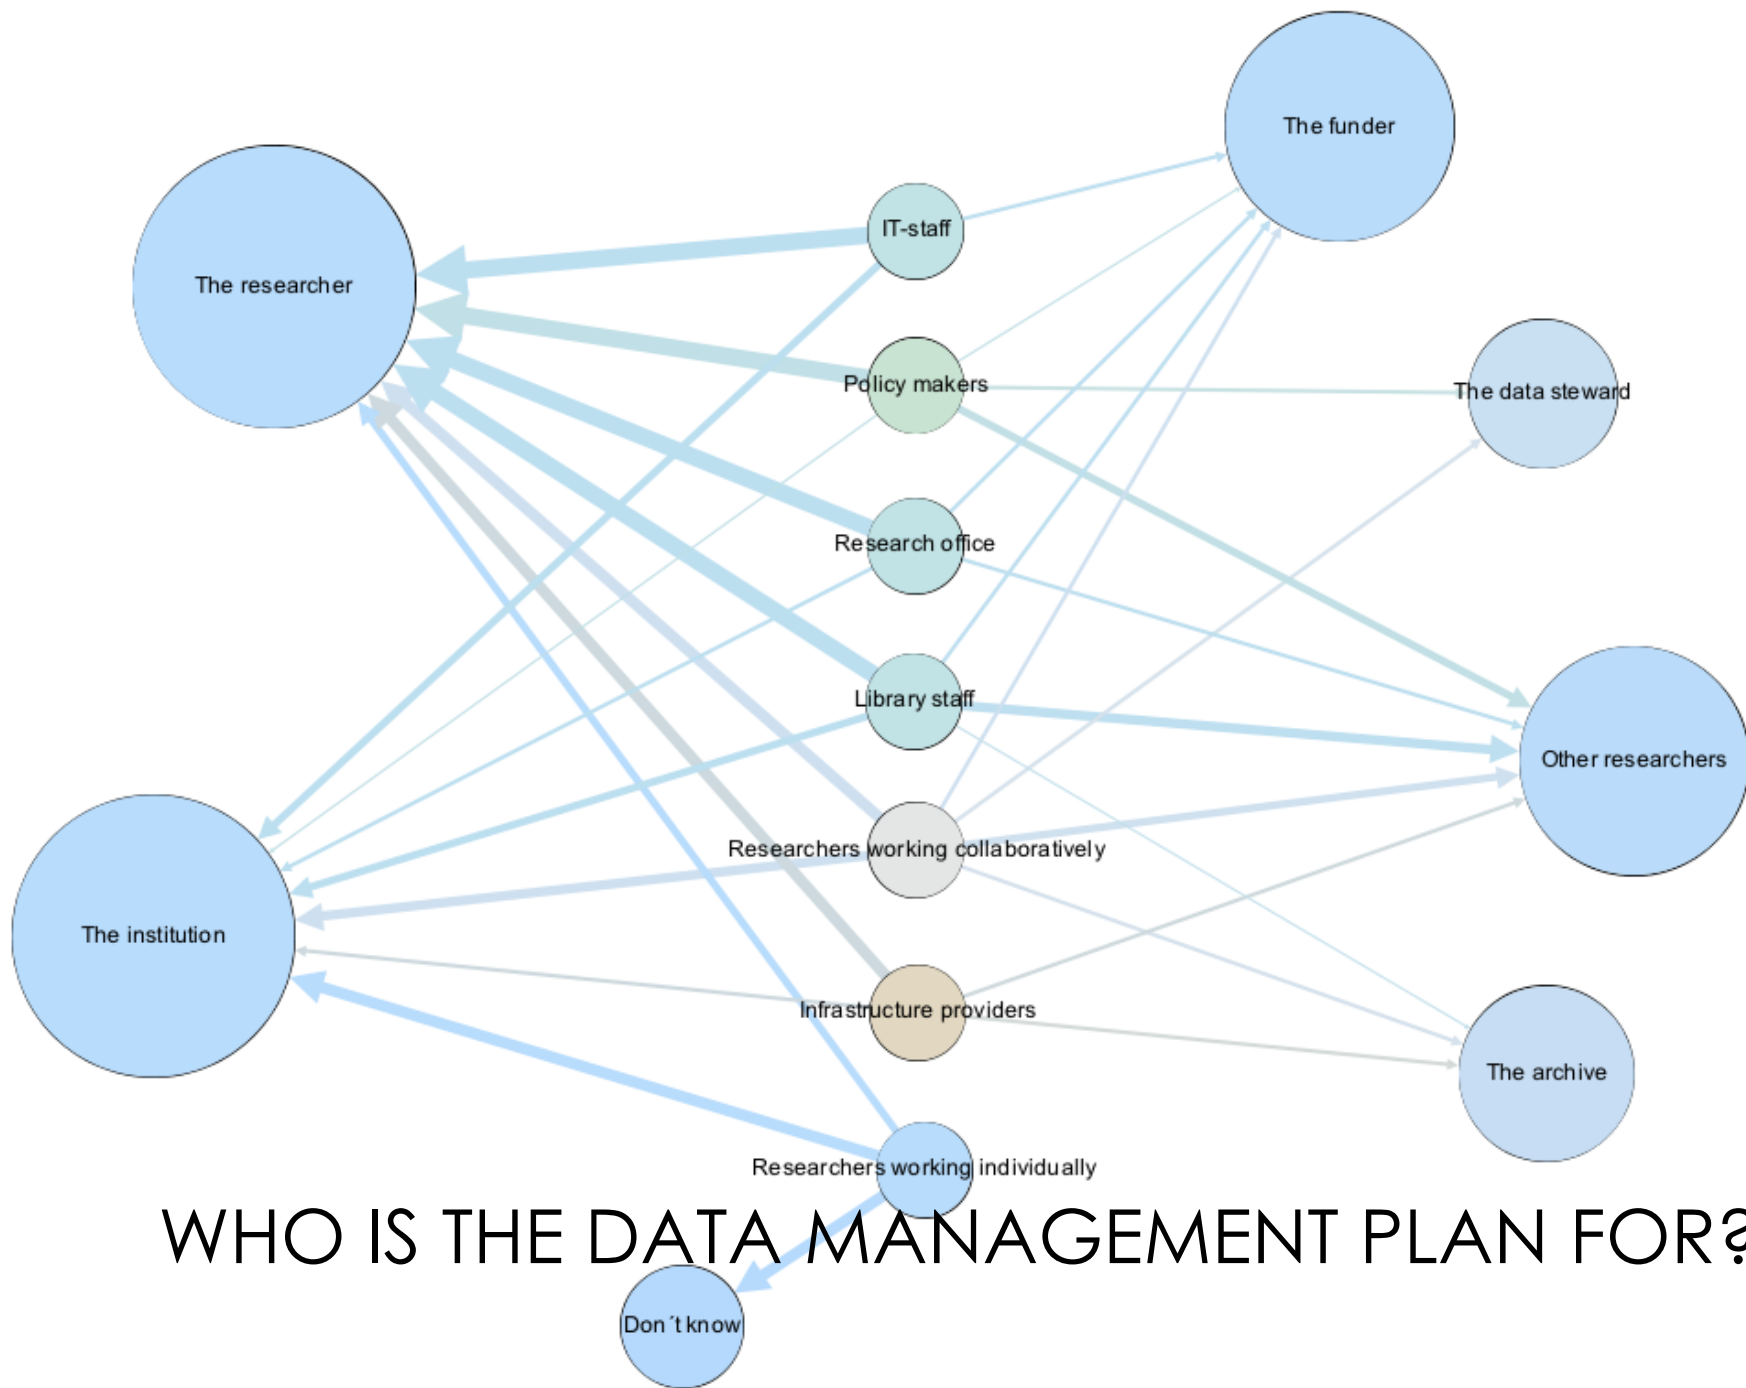 The funder
IT-staff
The researcher
Policy makers
The data steward
Research office
Library staff
Other researchers
Researchers working collaboratively
The institution
Infrastructure providers
The archive
Researchers working individually
WHO IS THE DATA MANAGEMENT PLAN FOR?
Don´t know